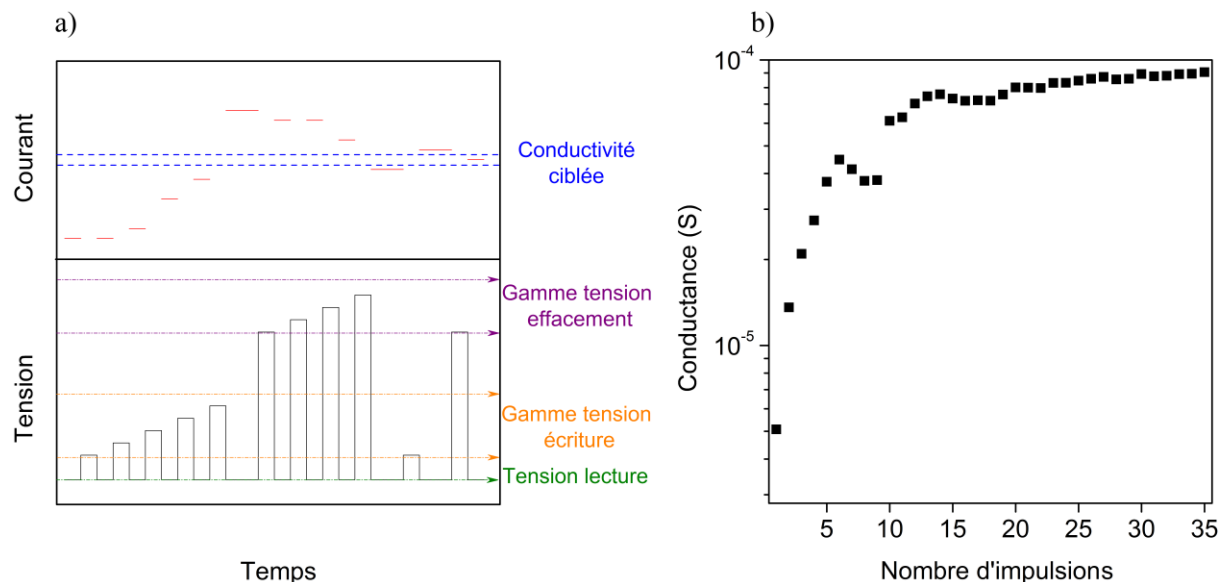 a)
Courant
Conductivité
ciblée
Tension
Gamme tension
effacement
Gamme tension
écriture
Tension lecture
Temps
b)
Conductance (S)
10-4
10-5
5
10
15
20
25
30
35
Nombre d'impulsions